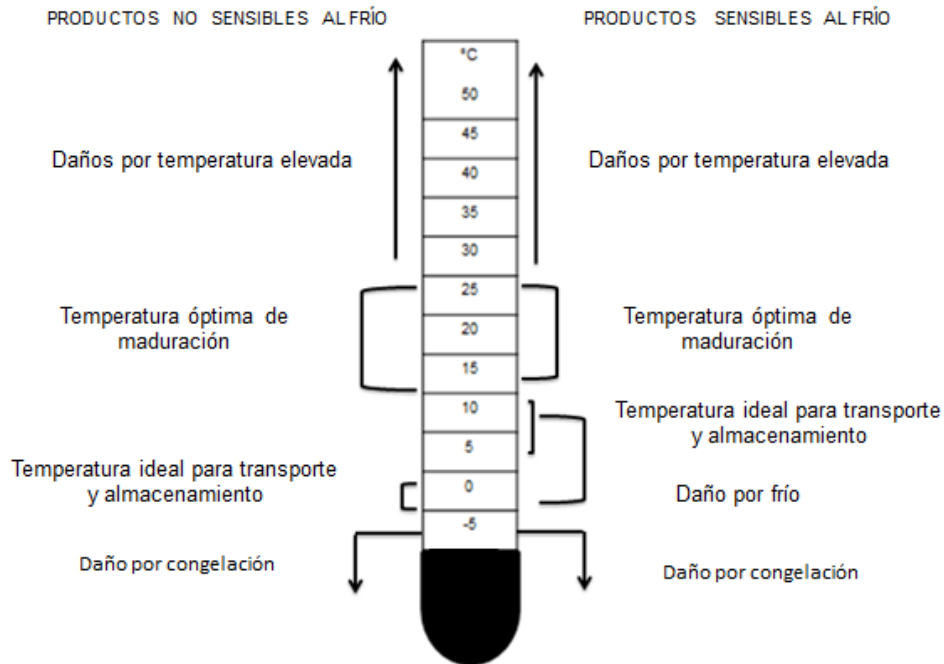 PRODUCTOS NO SENSIBLES AL FRÍO
PRODUCTOS SENSIBLES AL FRÍO
°C
50
45
40
35
30
25
20
15
10
5
0
-5
Daños por temperatura elevada
Temperatura óptima de
maduración
Temperatura ideal para transporte
y almacenamiento
Daño por congelación
Daños por temperatura elevada
Temperatura óptima de
maduración
Temperatura ideal para transporte
y almacenamiento
Daño por frío
Daño por congelación